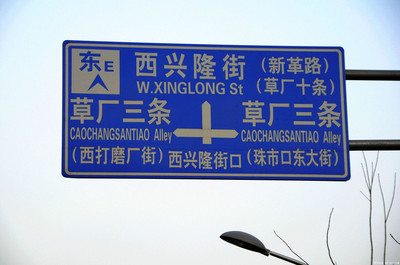 东E 西兴隆街 (新革路)
W.XINGLONG St (草厂十条)
草厂三条 草厂三条
CAOCHANGSANTIAO Alley CAOCHANGSANTIAO Alley
(西打磨厂街) 西兴隆街口 (珠市口东大街)